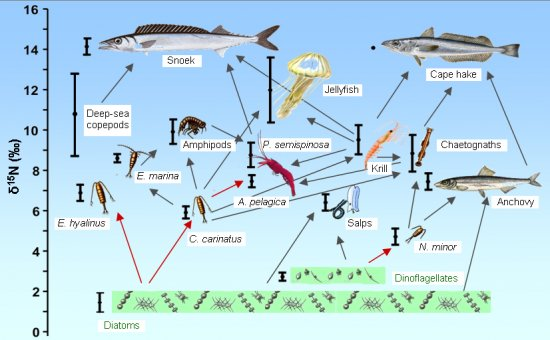 16
14
12
10
8
6
4
2
0
δ¹⁵N (‰)
Snoek
Cape hake
Jellyfish
Deep-sea
copepods
Amphipods
P. semispinosa
Chaetognaths
E. marina
Krill
A. pelagica
Anchovy
E. hyalinus
C. carinatus
Salps
N. minor
Dinoflagellates
Diatoms